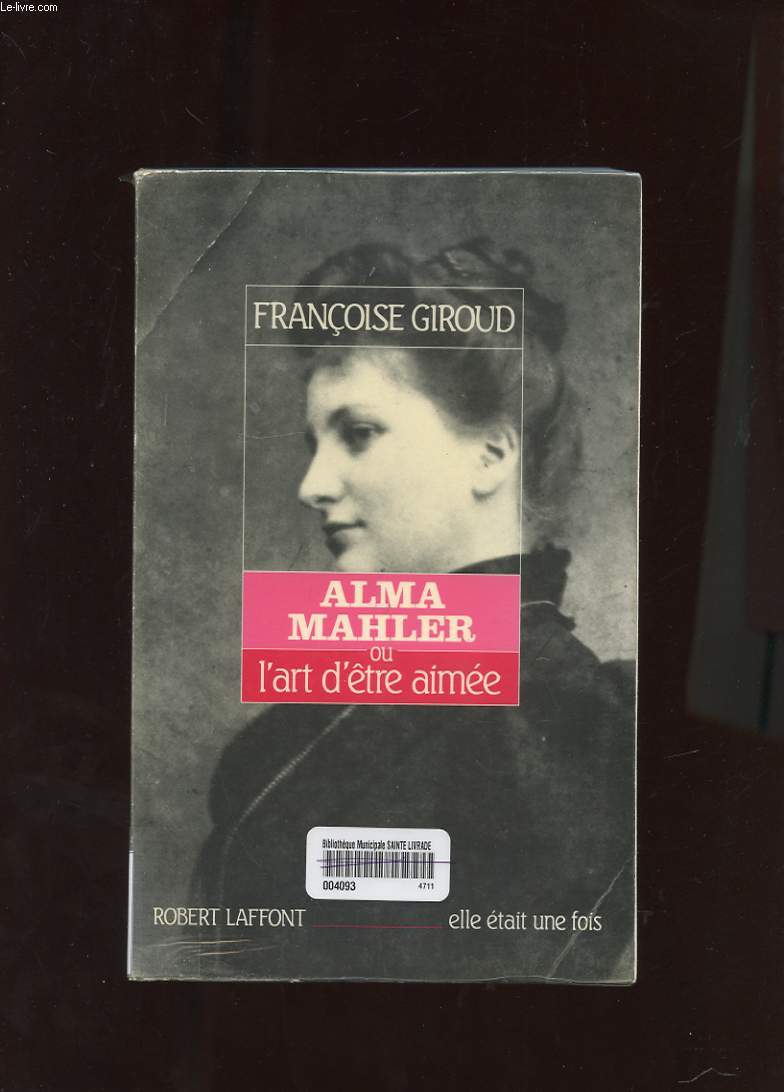 Le-livre.com
FRANÇOISE GIROUD
ALMA
MAHLER
ou
l'art d'être aimée
Bibliothèque Municipale SAINTE LIVRADE
004093
4711
ROBERT LAFFONT
elle était une fois